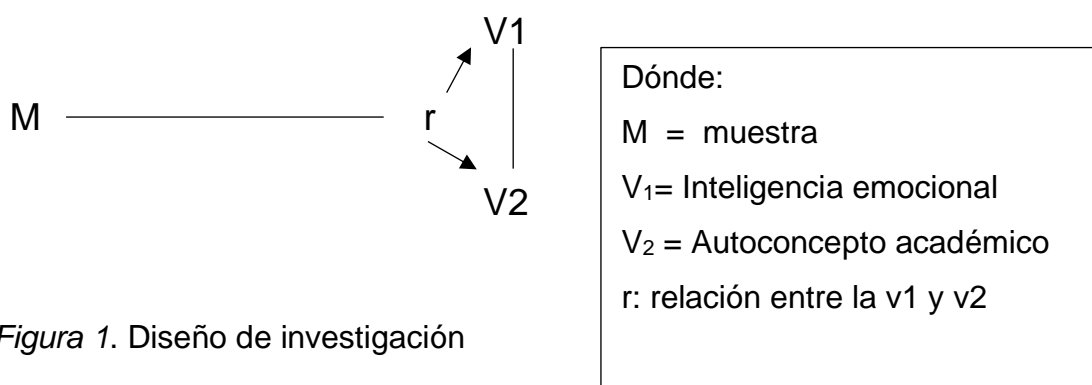 V1
M
r
V2
Figura 1. Diseño de investigación
Dónde:
M = muestra
V1= Inteligencia emocional
V2 = Autoconcepto académico
r: relación entre la v1 y v2